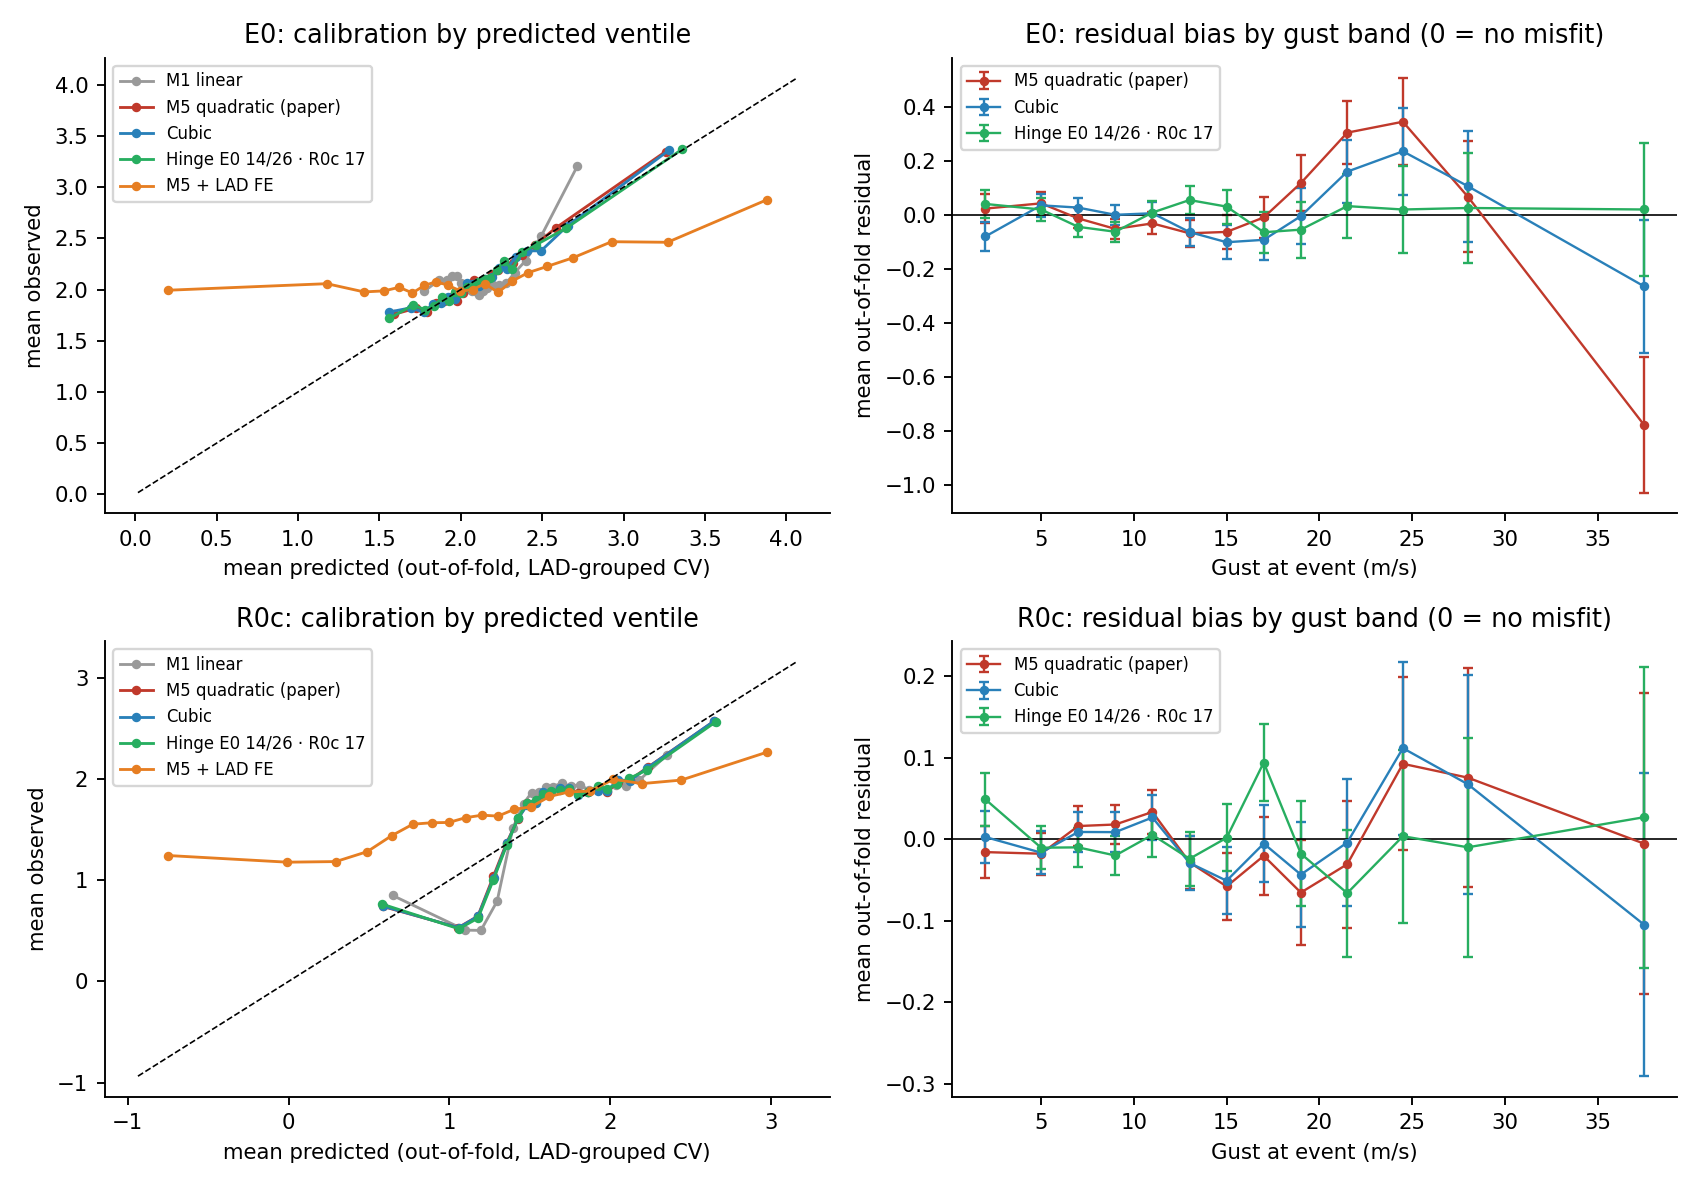 E0: calibration by predicted ventile
M1 linear
M5 quadratic (paper)
Cubic
Hinge E0 14/26 · R0c 17
M5 + LAD FE
mean observed
4.0
3.5
3.0
2.5
2.0
1.5
1.0
0.5
0.0
0.0 0.5 1.0 1.5 2.0 2.5 3.0 3.5 4.0
mean predicted (out-of-fold, LAD-grouped CV)
E0: residual bias by gust band (0 = no misfit)
M5 quadratic (paper)
Cubic
Hinge E0 14/26 · R0c 17
mean out-of-fold residual
0.4
0.2
0.0
−0.2
−0.4
−0.6
−0.8
−1.0
5 10 15 20 25 30 35
Gust at event (m/s)
R0c: calibration by predicted ventile
M1 linear
M5 quadratic (paper)
Cubic
Hinge E0 14/26 · R0c 17
M5 + LAD FE
mean observed
3
2
1
0
−1
−1 0 1 2 3
mean predicted (out-of-fold, LAD-grouped CV)
R0c: residual bias by gust band (0 = no misfit)
M5 quadratic (paper)
Cubic
Hinge E0 14/26 · R0c 17
mean out-of-fold residual
0.2
0.1
0.0
−0.1
−0.2
−0.3
5 10 15 20 25 30 35
Gust at event (m/s)